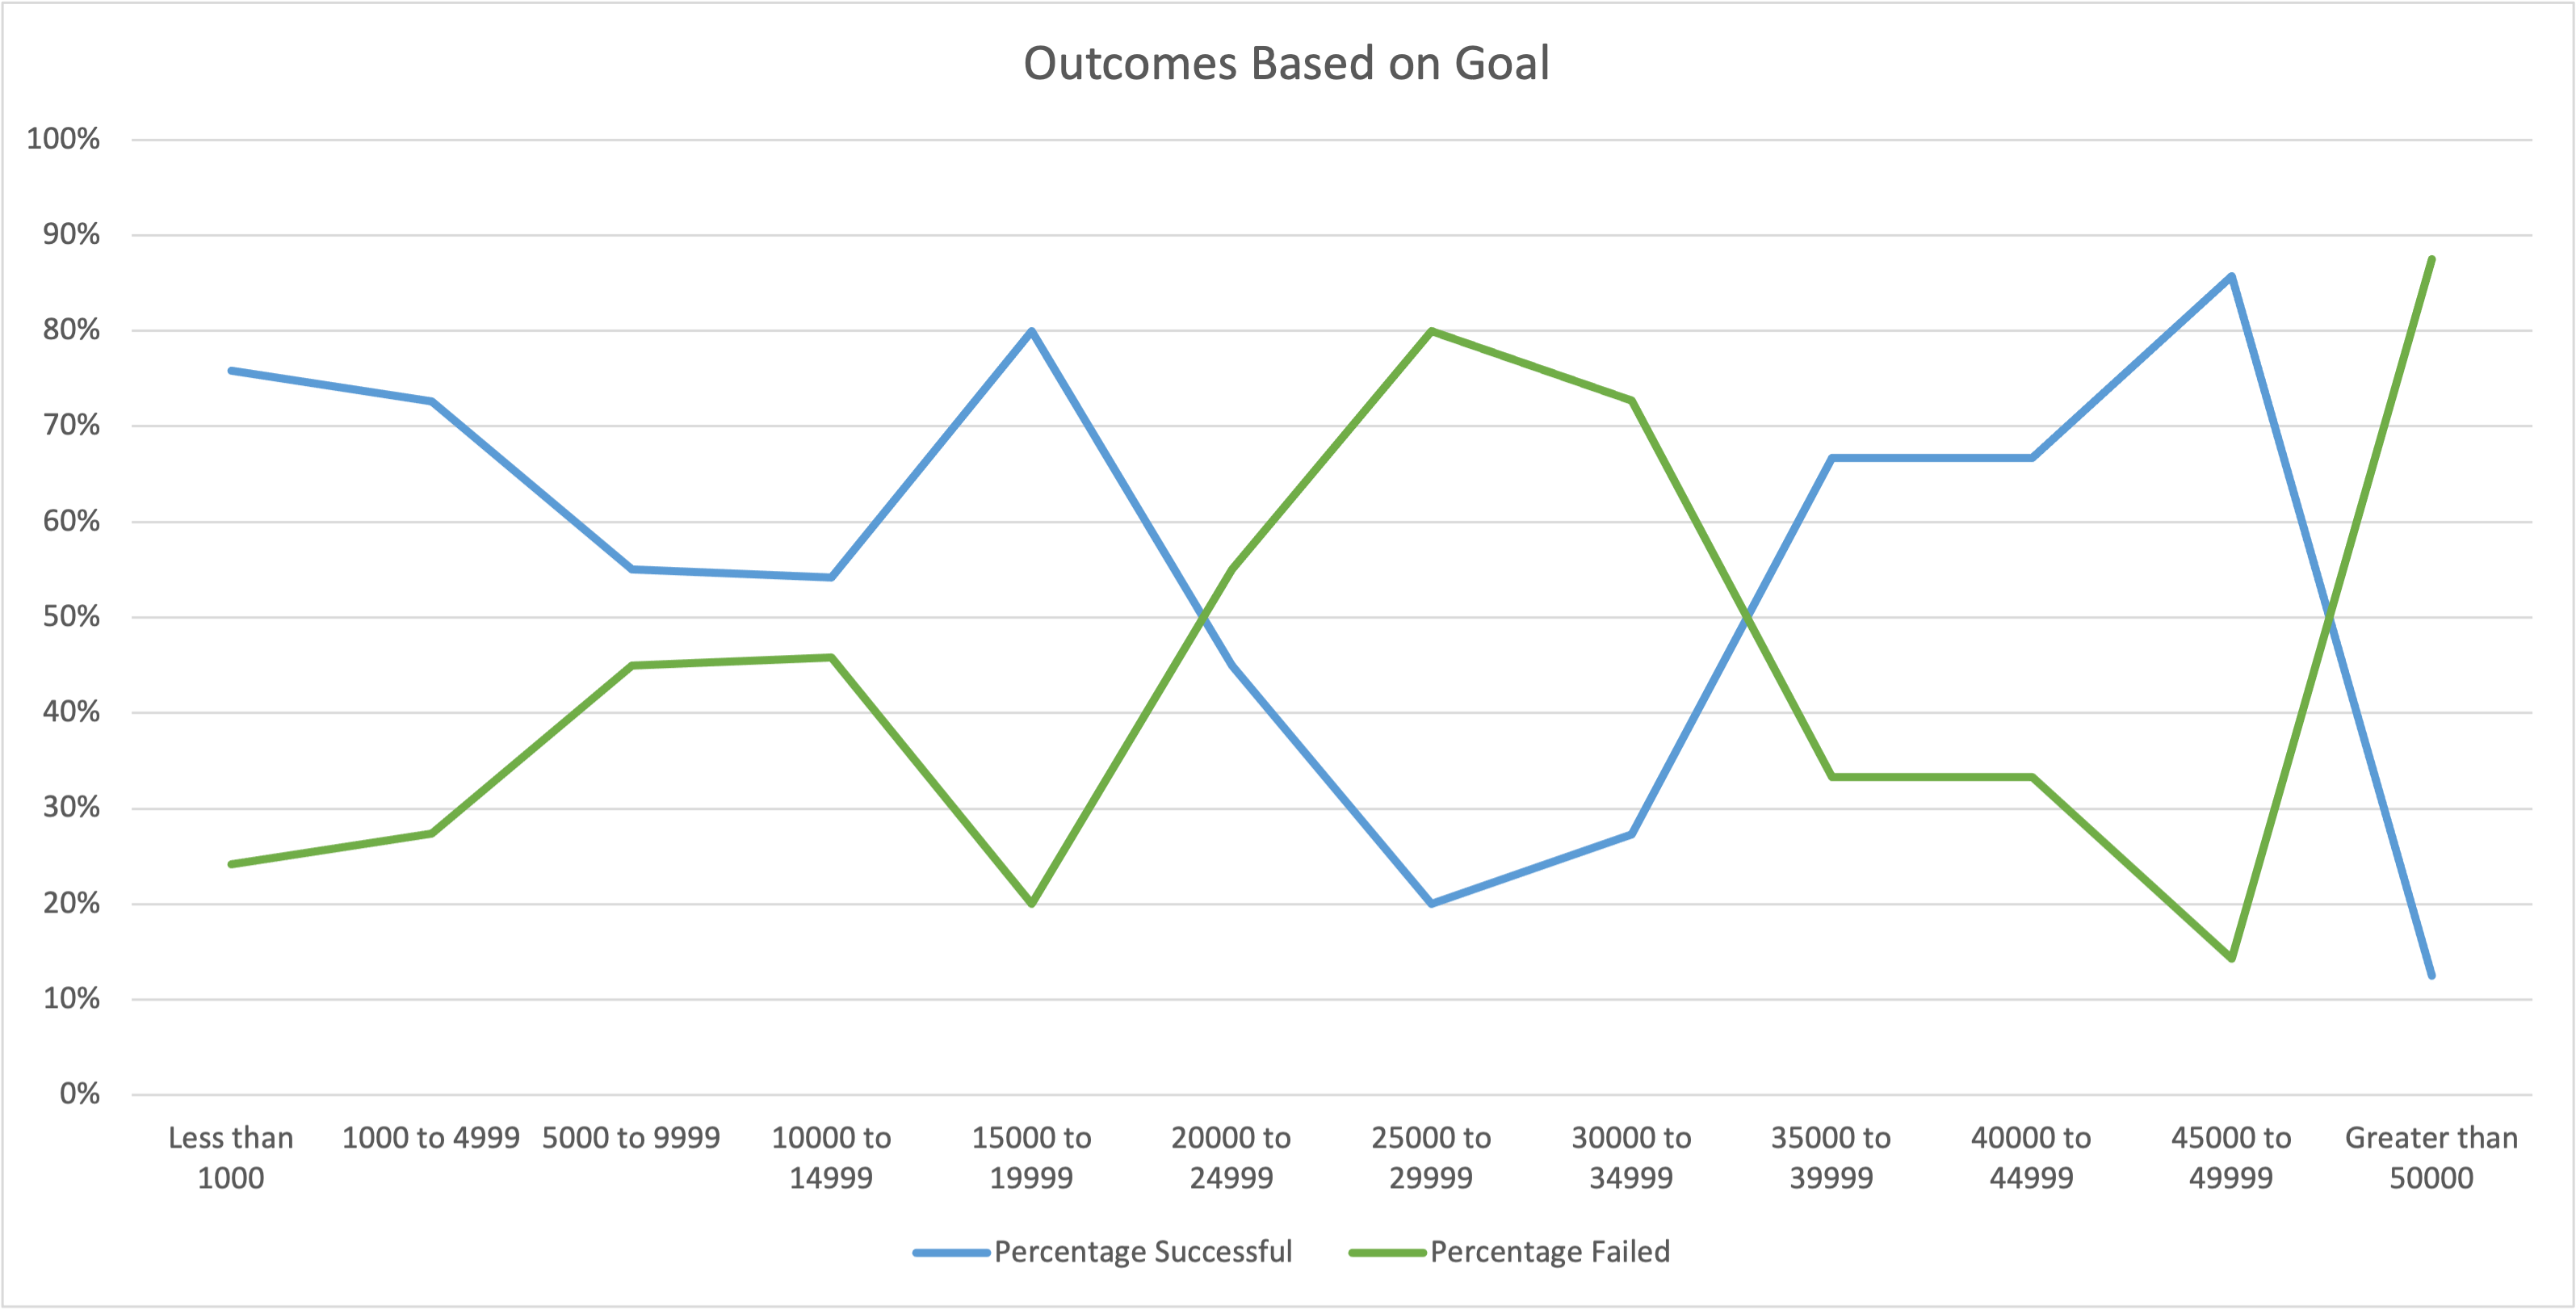 Outcomes Based on Goal
100%
90%
80%
70%
60%
50%
40%
30%
20%
10%
0%
Less than 1000
1000 to 4999
5000 to 9999
10000 to 14999
15000 to 19999
20000 to 24999
25000 to 29999
30000 to 34999
35000 to 39999
40000 to 44999
45000 to 49999
Greater than 50000
Percentage Successful
Percentage Failed